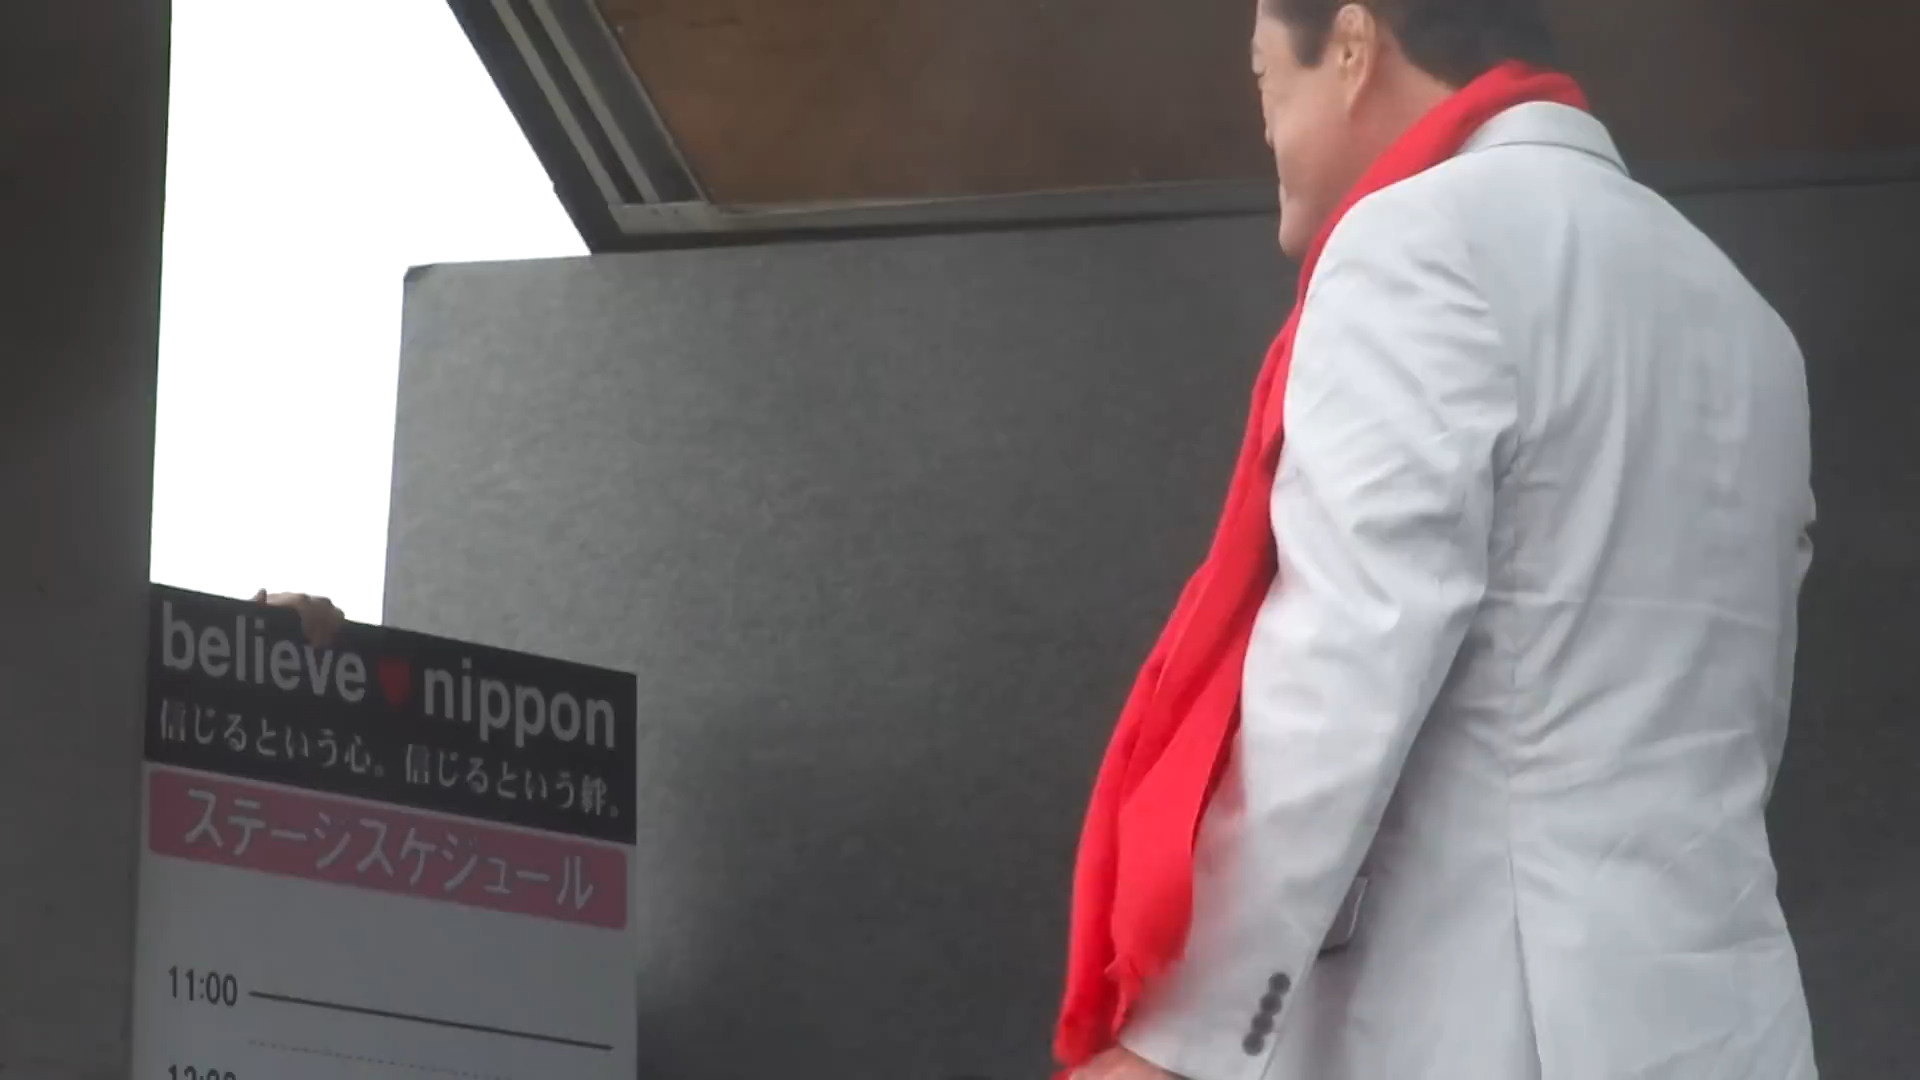 believe♥nippon
信じるという心。信じるという絆。
ステージスケジュール
11:00